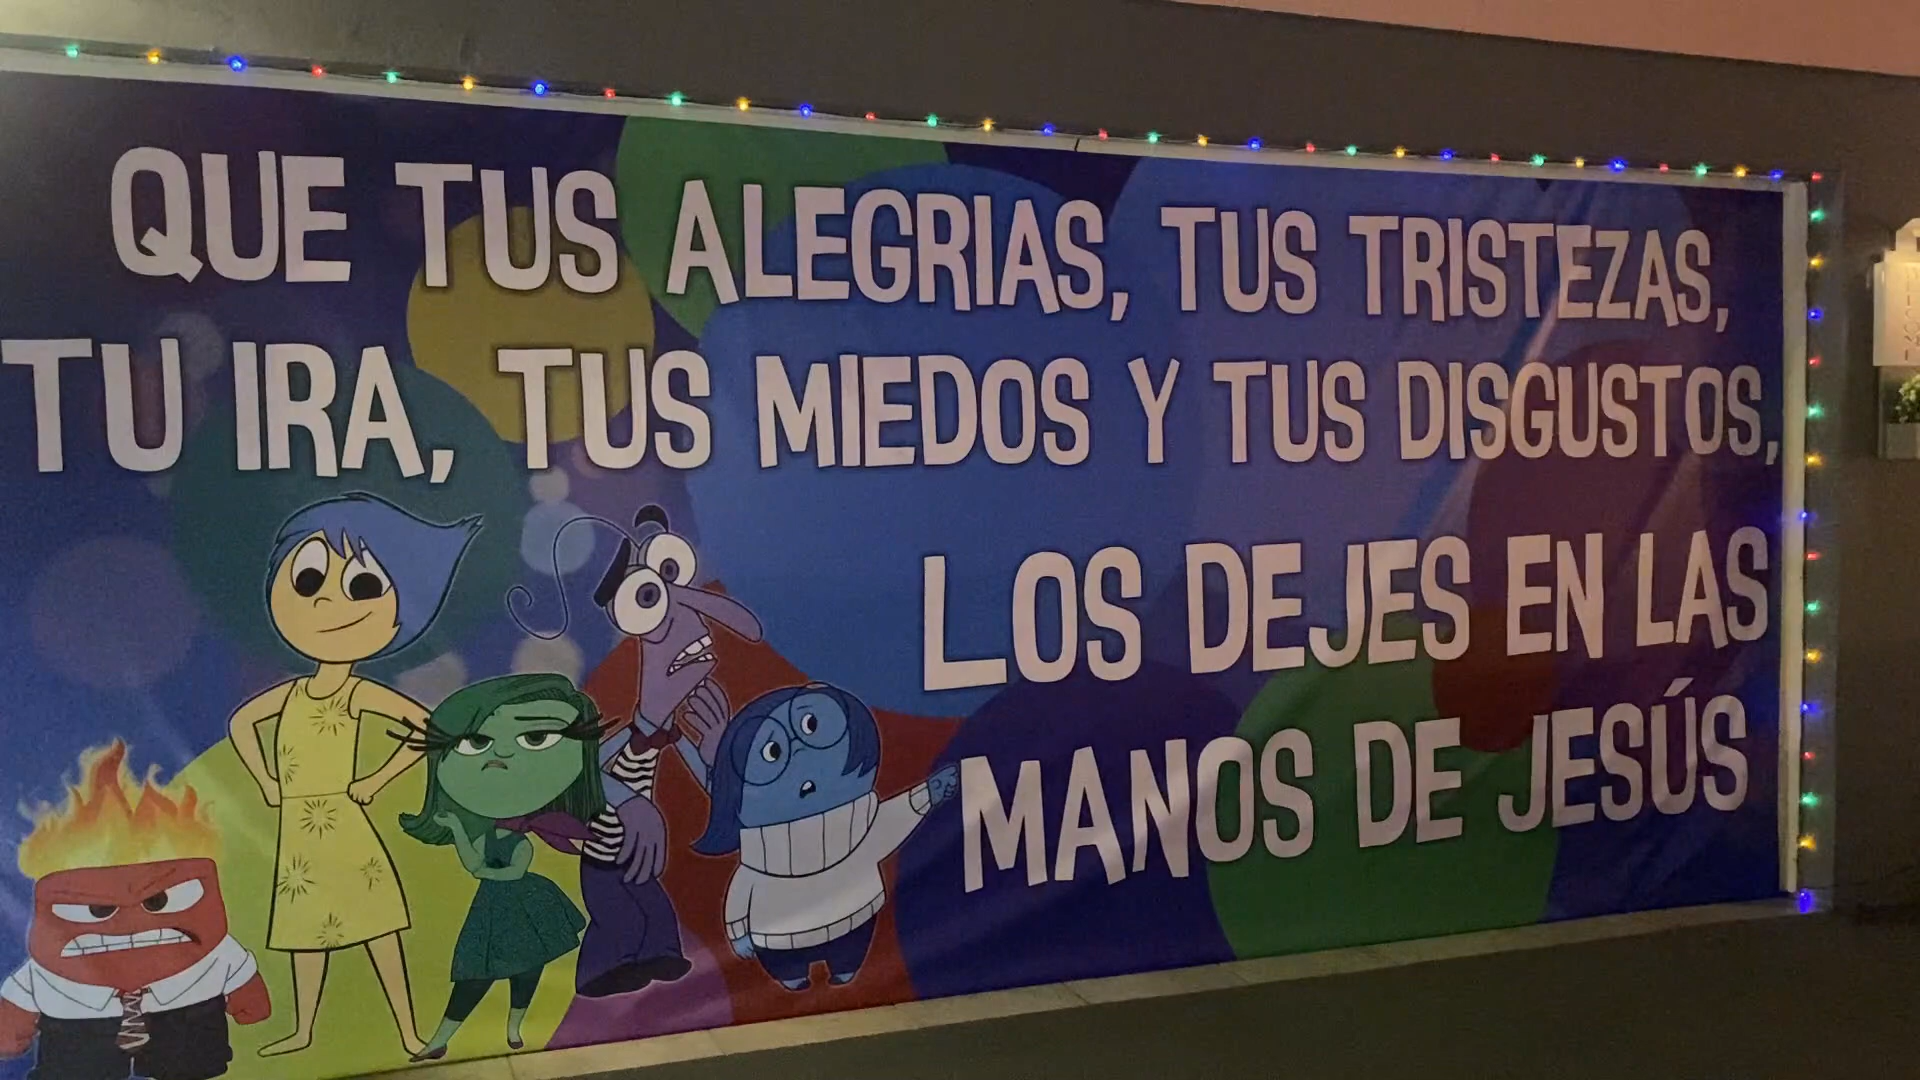 QUE TUS ALEGRIAS, TUS TRISTEZAS,
TU IRA, TUS MIEDOS Y TUS DISGUSTOS,
LOS DEJES EN LAS
MANOS DE JESÚS